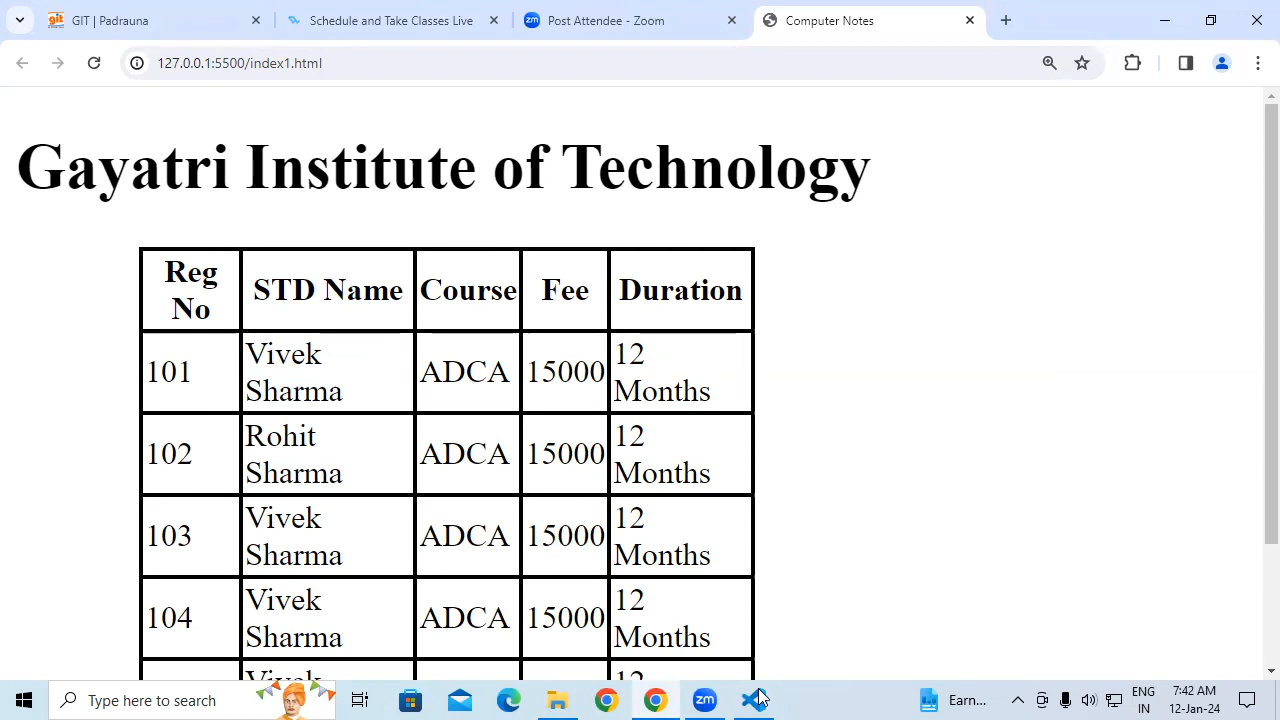 GIT | Padrauna
Schedule and Take Classes Live
Post Attendee - Zoom
Computer Notes
127.0.0.1:5500/index1.html
Gayatri Institute of Technology
Reg No STD Name Course Fee Duration
101 Vivek Sharma ADCA 15000 12 Months
102 Rohit Sharma ADCA 15000 12 Months
103 Vivek Sharma ADCA 15000 12 Months
104 Vivek Sharma ADCA 15000 12 Months
Vivek 12
Type here to search
Earn...
ENG
IN
7:42 AM
12-Jan-24